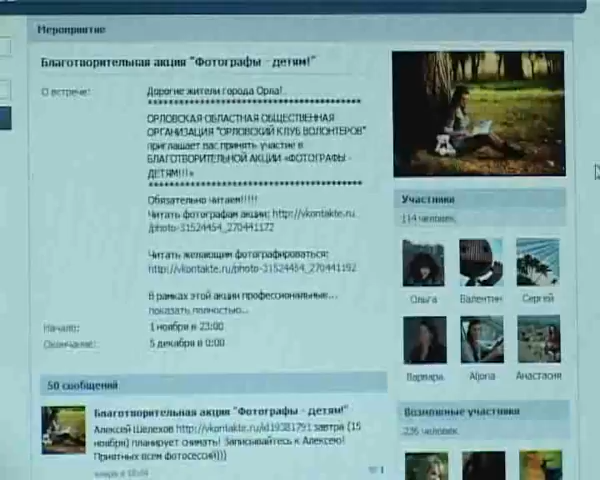 Мероприятие
Благотворительная акция "Фотографы - детям!"
О встрече:
Дорогие жители города Орла!
ОРЛОВСКАЯ ОБЛАСТНАЯ ОБЩЕСТВЕННАЯ
ОРГАНИЗАЦИЯ "ОРЛОВСКИЙ КЛУБ ВОЛОНТЕРОВ"
приглашает вас принять участие в
БЛАГОТВОРИТЕЛЬНОЙ АКЦИИ «ФОТОГРАФЫ -
ДЕТЯМ!!!»
Обязательно читаем!!!!!
Читать фотографам акции: http://vkontakte.ru
/photo-31524454_270441172
Читать желающим фотографироваться:
http://vkontakte.ru/photo-31524454_270441192
В рамках этой акции профессиональные...
показать полностью...
Начало:
1 ноября в 23:00
Окончание:
5 декабря в 0:00
50 сообщений
Благотворительная акция "Фотографы - детям!"
Алексей Шелехов http://vkontakte.ru/id19381791 завтра (15
ноября) планирует снимать! Записывайтесь к Алексею!
Приятных всем фотосессий)))
Участники
114 человек
Ольга
Валентин
Сергей
Варвара
Aljona
Анастасия
Возможные участники
236 человек